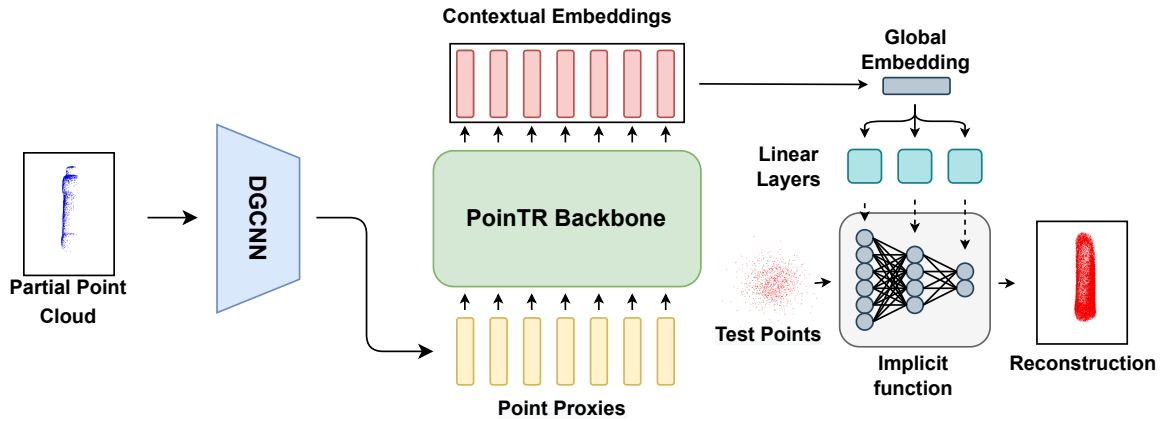 Contextual Embeddings
Global
Embedding
DGCNN
Linear
Layers
PoinTR Backbone
Partial Point
Cloud
Test Points
Implicit
function
Reconstruction
Point Proxies